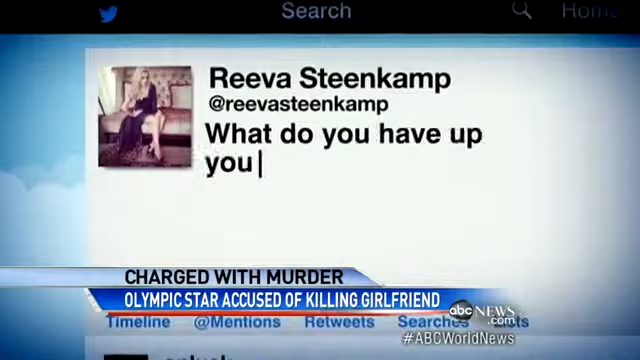 Search
Home
Reeva Steenkamp
@reevasteenkamp
What do you have up
you
CHARGED WITH MURDER
OLYMPIC STAR ACCUSED OF KILLING GIRLFRIEND
abc NEWS
.com
Timeline @Mentions Retweets Searches
#ABCWorldNews